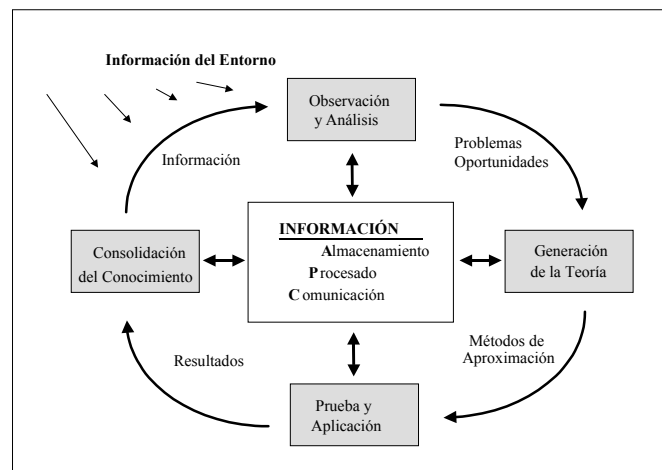 Información del Entorno
Observación
y Análisis
Información
Problemas
Oportunidades
INFORMACIÓN
Almacenamiento
Procesado
Comunicación
Consolidación
del Conocimiento
Generación
de la Teoría
Resultados
Métodos de
Aproximación
Prueba y
Aplicación